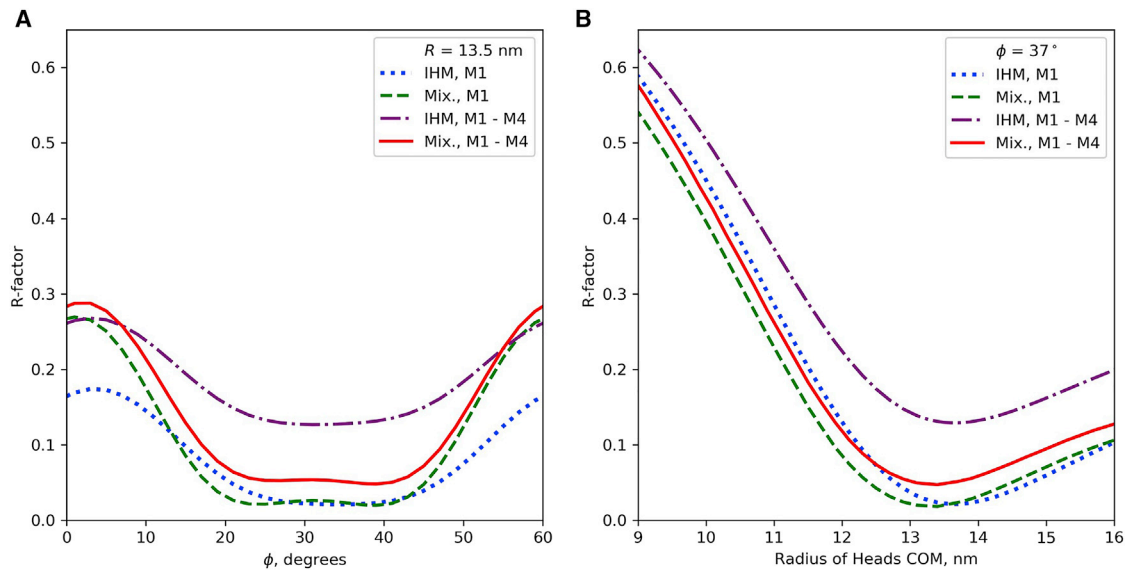 A
R-factor
0.6
0.5
0.4
0.3
0.2
0.1
0.0
R = 13.5 nm
IHM, M1
Mix., M1
IHM, M1 - M4
Mix., M1 - M4
0 10 20 30 40 50 60
ϕ, degrees
B
R-factor
0.6
0.5
0.4
0.3
0.2
0.1
0.0
ϕ = 37°
IHM, M1
Mix., M1
IHM, M1 - M4
Mix., M1 - M4
9 10 11 12 13 14 15 16
Radius of Heads COM, nm